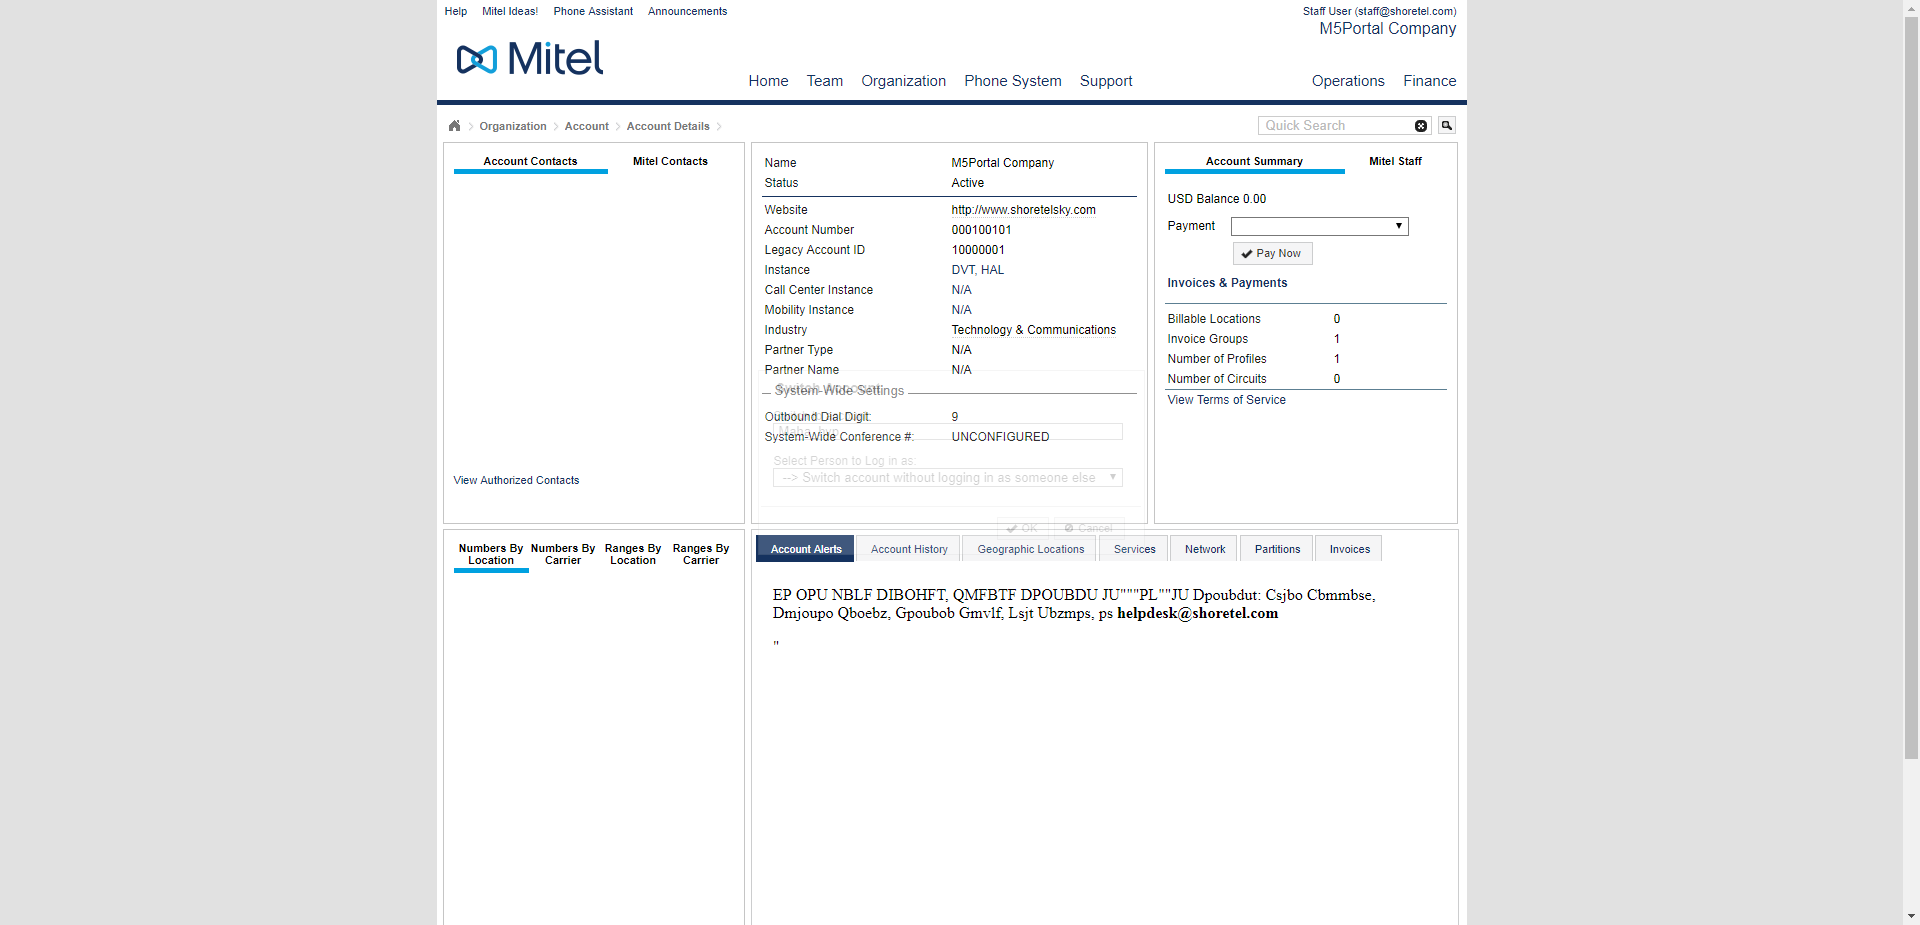 Help Mitel Ideas! Phone Assistant Announcements
Staff User (staff@shoretel.com)
M5Portal Company
Mitel
Home Team Organization Phone System Support Operations Finance
Organization Account Account Details
Quick Search
Account Contacts Mitel Contacts
View Authorized Contacts
Name M5Portal Company
Status Active
Website http://www.shoretelsky.com
Account Number 000100101
Legacy Account ID 10000001
Instance DVT, HAL
Call Center Instance N/A
Mobility Instance N/A
Industry Technology & Communications
Partner Type N/A
Partner Name N/A
Switch Account
System-Wide Settings
Outbound Dial Digit: 9
System-Wide Conference #: UNCONFIGURED
Select Person to Log in as:
--> Switch account without logging in as someone else
OK Cancel
Account Summary Mitel Staff
USD Balance 0.00
Payment
Pay Now
Invoices & Payments
Billable Locations 0
Invoice Groups 1
Number of Profiles 1
Number of Circuits 0
View Terms of Service
Numbers By Location Numbers By Carrier Ranges By Location Ranges By Carrier
Account Alerts Account History Geographic Locations Services Network Partitions Invoices
EP OPU NBLF DIBOHFT, QMFBTF DPOUBDU JU"""PL""JU Dpoubdut: Csjbo Cbmmbse,
Dmjoupo Qboebz, Gpoubob Gmvlf, Lsjt Ubzmps, ps helpdesk@shoretel.com
"